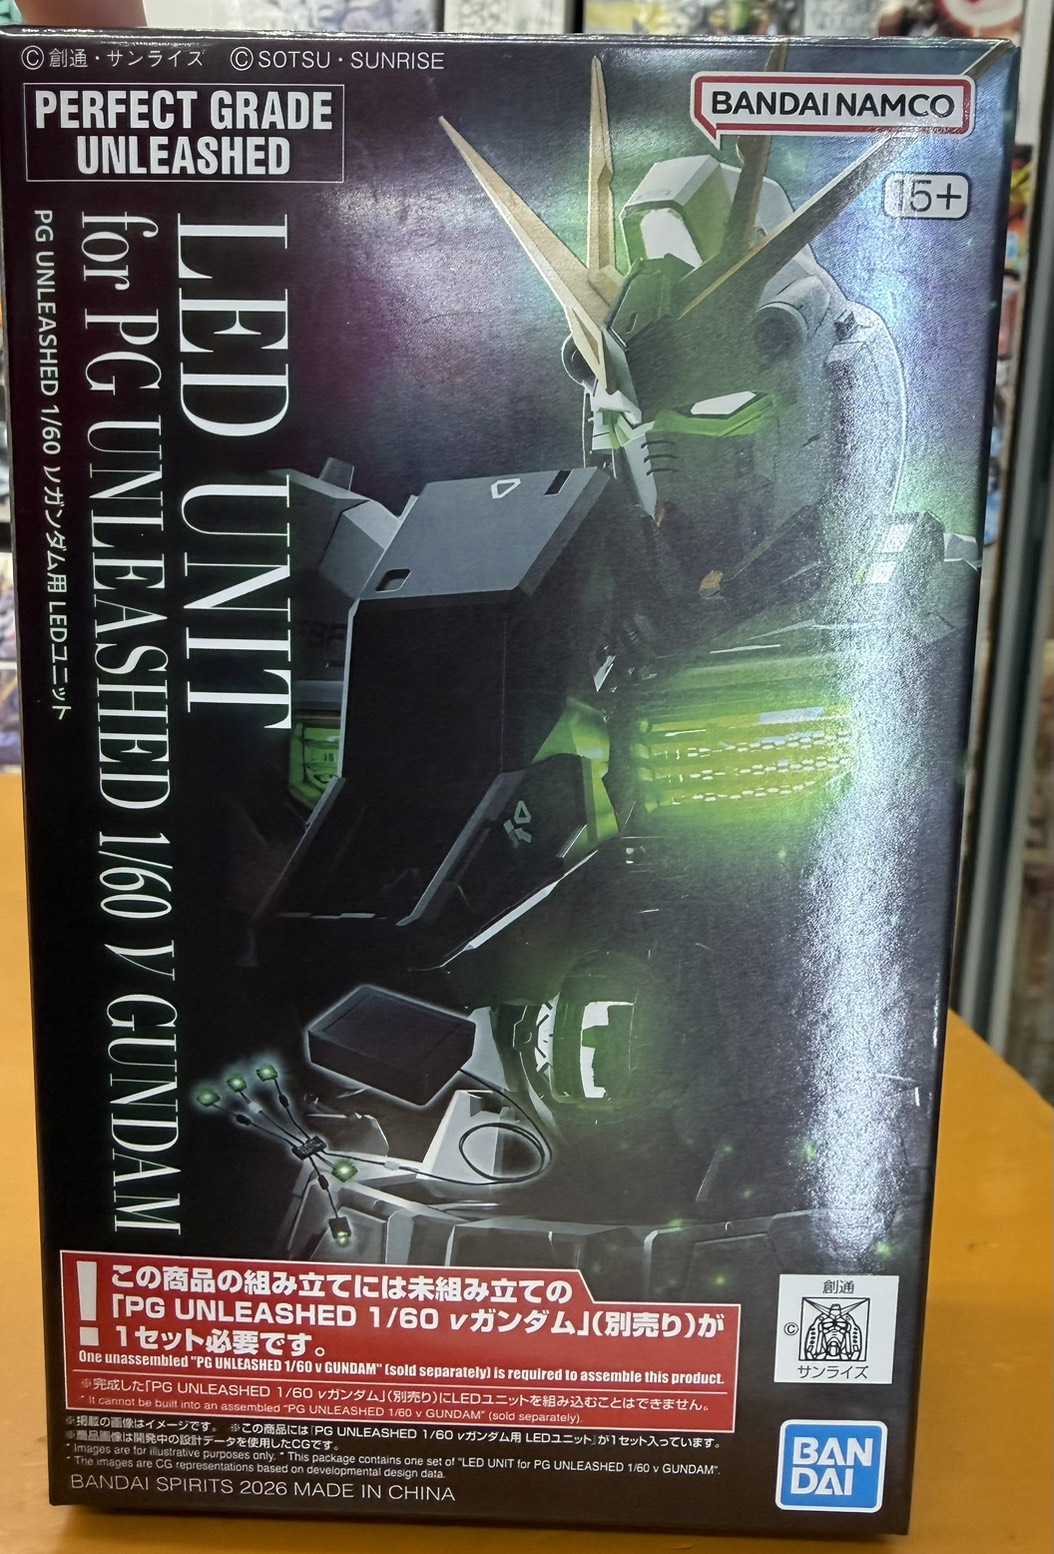 ©創通・サンライズ ©SOTSU・SUNRISE
PERFECT GRADE
UNLEASHED
BANDAI NAMCO
15+
LED UNIT
for PG UNLEASHED 1/60 ν GUNDAM
PG UNLEASHED 1/60 νガンダム用 LEDユニット
!
この商品の組み立てには未組み立ての
「PG UNLEASHED 1/60 νガンダム」(別売り)が
1セット必要です。
One unassembled "PG UNLEASHED 1/60 ν GUNDAM" (sold separately) is required to assemble this product.
※完成した「PG UNLEASHED 1/60 νガンダム」(別売り)にLEDユニットを組み込むことはできません。
* It cannot be built into an assembled "PG UNLEASHED 1/60 ν GUNDAM" (sold separately).
※掲載の画像はイメージです。 ※この商品には「PG UNLEASHED 1/60 νガンダム用 LEDユニット」が1セット入っています。
※商品画像は開発中の設計データを使用したCGです。
* Images are for illustrative purposes only. * This package contains one set of "LED UNIT for PG UNLEASHED 1/60 ν GUNDAM".
* The images are CG representations based on developmental design data.
BANDAI SPIRITS 2026 MADE IN CHINA
創通
©
サンライズ
BAN
DAI